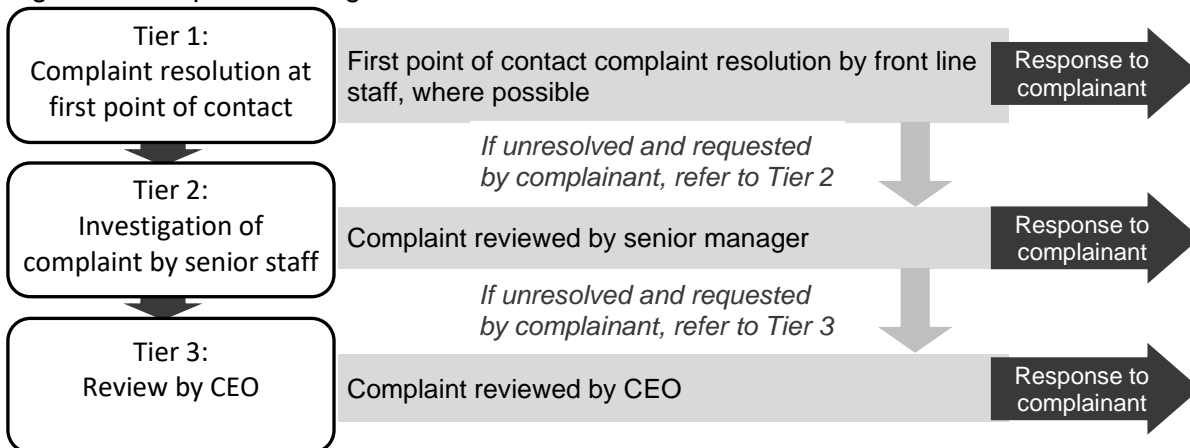 Tier 1:
Complaint resolution at
first point of contact
First point of contact complaint resolution by front line
staff, where possible
Response to
complainant
If unresolved and requested
by complainant, refer to Tier 2
Tier 2:
Investigation of
complaint by senior staff
Complaint reviewed by senior manager
Response to
complainant
If unresolved and requested
by complainant, refer to Tier 3
Tier 3:
Review by CEO
Complaint reviewed by CEO
Response to
complainant